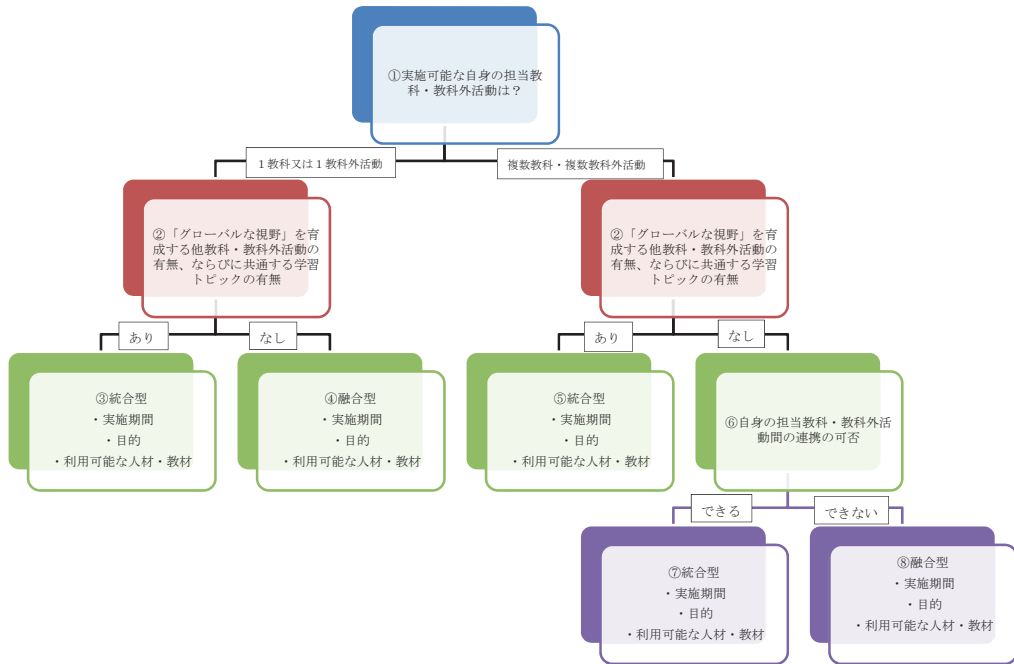 ①実施可能な自身の担当教
科・教科外活動は？
１教科又は１教科外活動
複数教科・複数教科外活動
②「グローバルな視野」を育
成する他教科・教科外活動の
有無、ならびに共通する学習
トピックの有無
②「グローバルな視野」を育
成する他教科・教科外活動の
有無、ならびに共通する学習
トピックの有無
あり
なし
あり
なし
③統合型
・実施期間
・目的
・利用可能な人材・教材
④融合型
・実施期間
・目的
・利用可能な人材・教材
⑤統合型
・実施期間
・目的
・利用可能な人材・教材
⑥自身の担当教科・教科外活
動間の連携の可否
できる
できない
⑦統合型
・実施期間
・目的
・利用可能な人材・教材
⑧融合型
・実施期間
・目的
・利用可能な人材・教材